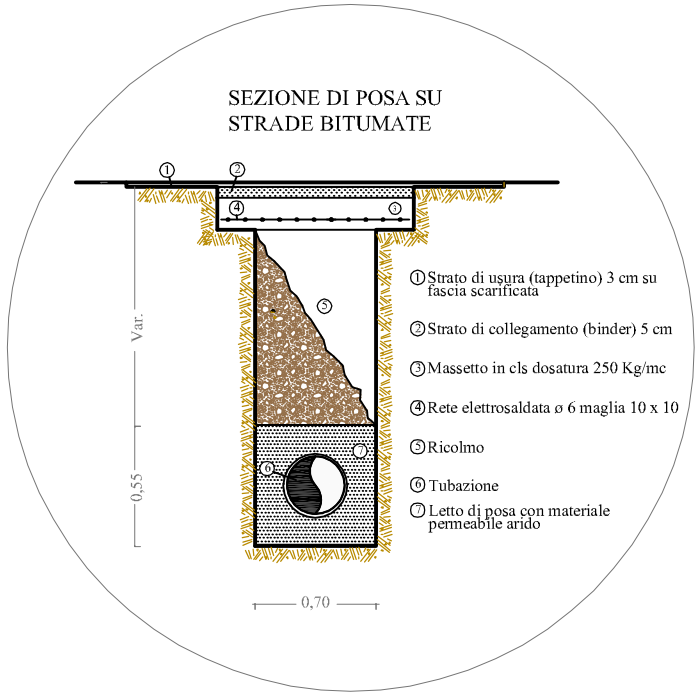 SEZIONE DI POSA SU
STRADE BITUMATE
1
2
4
3
5
1 Strato di usura (tappetino) 3 cm su
fascia scarificata
2 Strato di collegamento (binder) 5 cm
3 Massetto in cls dosatura 250 Kg/mc
4 Rete elettrosaldata ø 6 maglia 10 x 10
5 Ricolmo
6 Tubazione
7 Letto di posa con materiale
permeabile arido
Var.
0,55
7
6
0,70